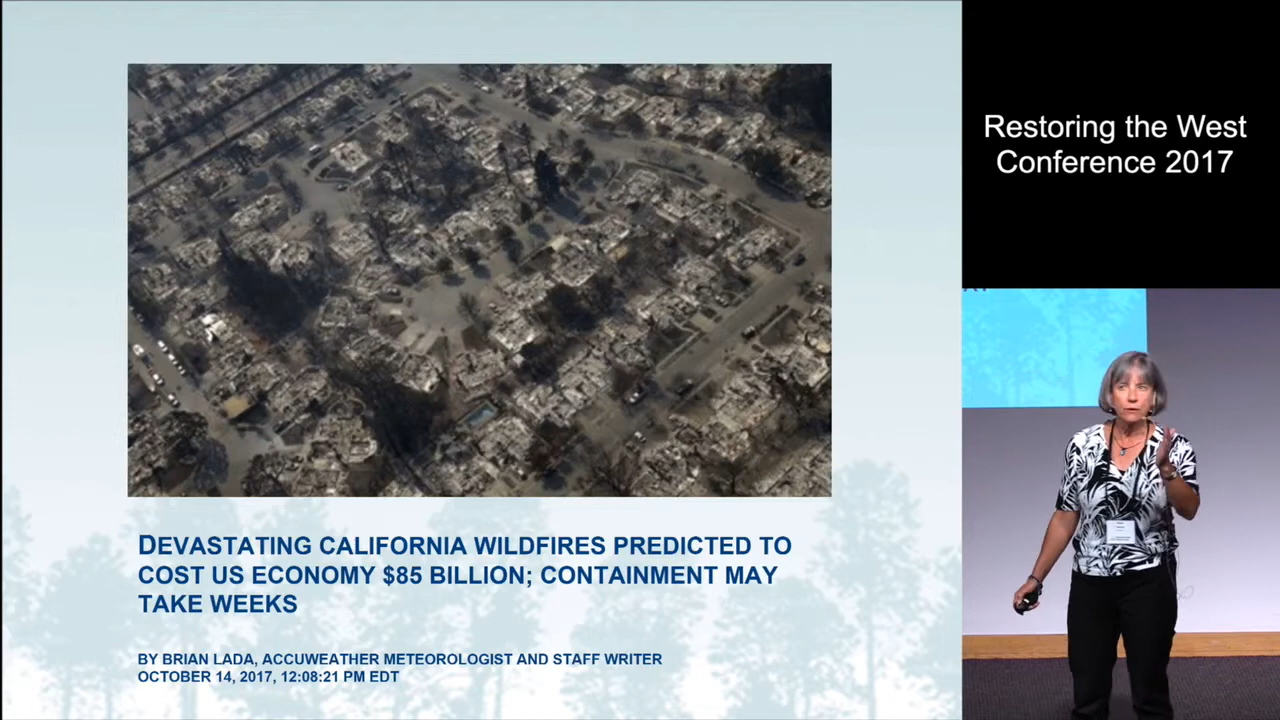 Restoring the West
Conference 2017
DEVASTATING CALIFORNIA WILDFIRES PREDICTED TO
COST US ECONOMY $85 BILLION; CONTAINMENT MAY
TAKE WEEKS
BY BRIAN LADA, ACCUWEATHER METEOROLOGIST AND STAFF WRITER
OCTOBER 14, 2017, 12:08:21 PM EDT